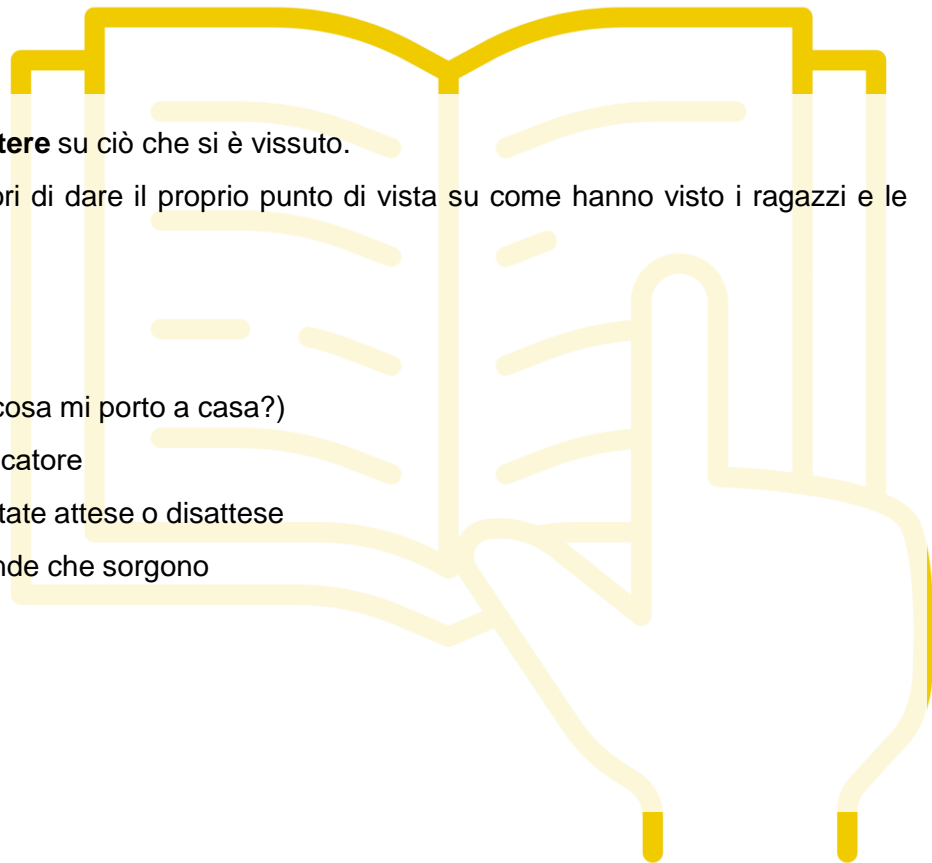 tere su ciò che si è vissuto.
ori di dare il proprio punto di vista su come hanno visto i ragazzi e le
cosa mi porto a casa?)
catore
tate attese o disattese
nde che sorgono